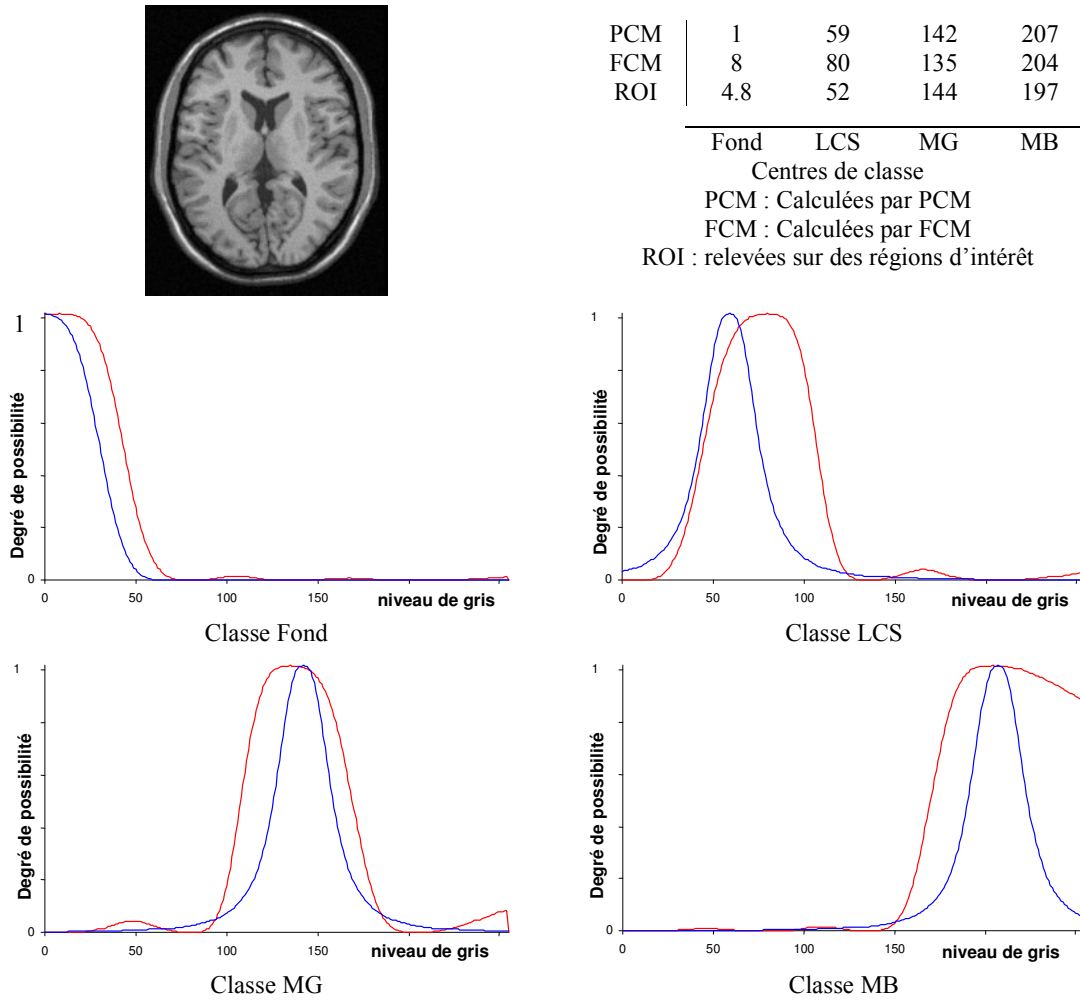 PCM 1 59 142 207
FCM 8 80 135 204
ROI 4.8 52 144 197
Fond LCS MG MB
Centres de classe
PCM : Calculées par PCM
FCM : Calculées par FCM
ROI : relevées sur des régions d’intérêt
1
Degré de possibilité
0
0 50 100 150 niveau de gris
Classe Fond
1
Degré de possibilité
0
0 50 100 150 niveau de gris
Classe LCS
1
Degré de possibilité
0
0 50 100 150 niveau de gris
Classe MG
1
Degré de possibilité
0
0 50 100 150 niveau de gris
Classe MB